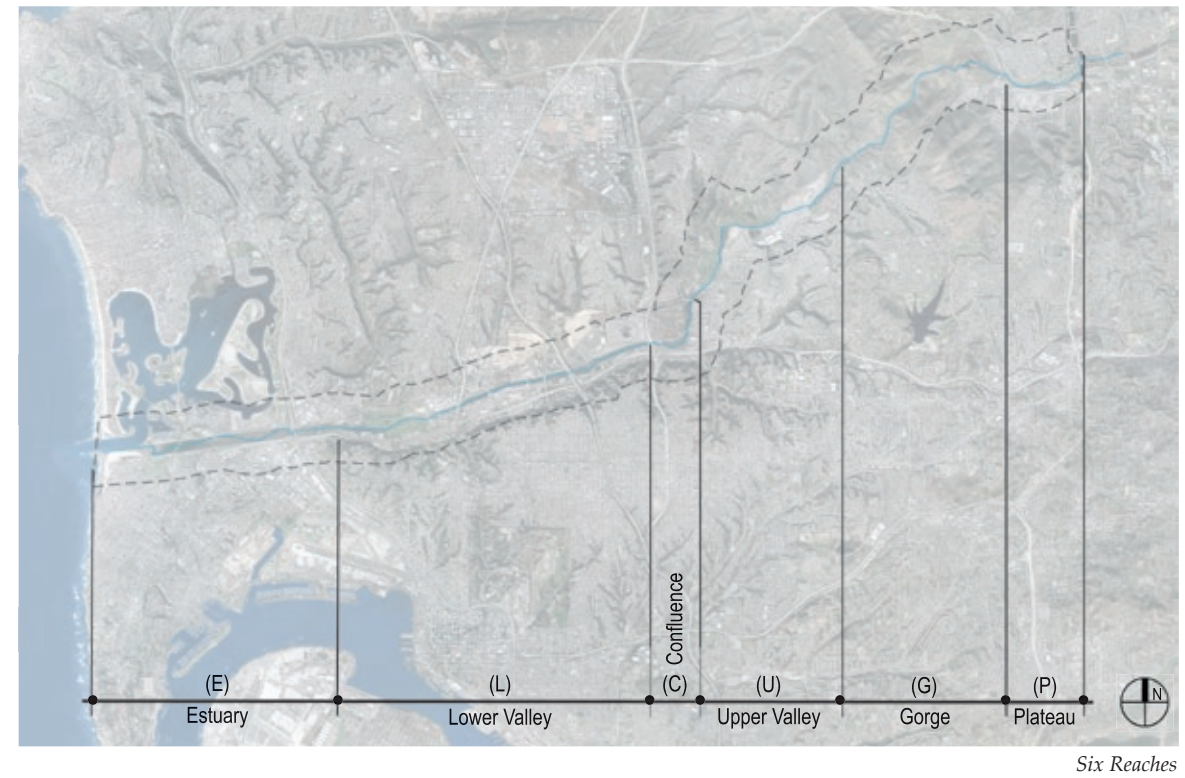 Confluence
(E)
(L)
(C)
(U)
(G)
(P)
Estuary
Lower Valley
Upper Valley
Gorge
Plateau
N
Six Reaches